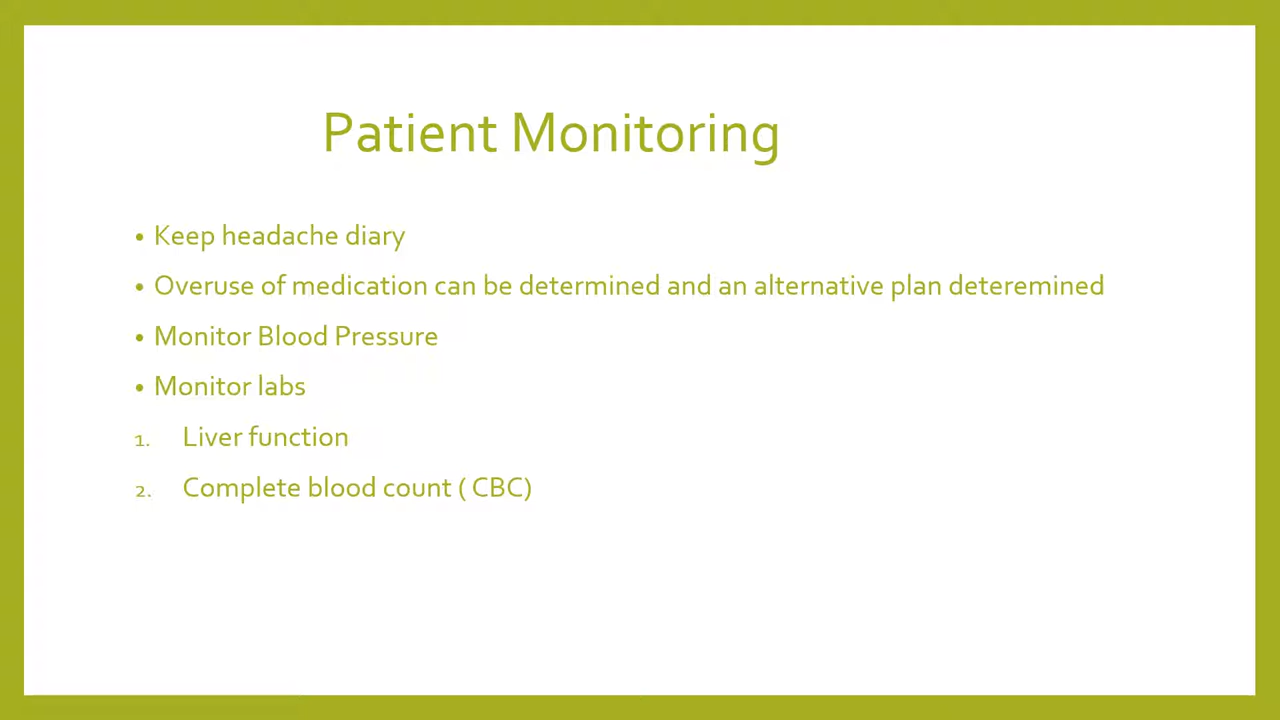 Patient Monitoring
• Keep headache diary
• Overuse of medication can be determined and an alternative plan deteremined
• Monitor Blood Pressure
• Monitor labs
1. Liver function
2. Complete blood count ( CBC)